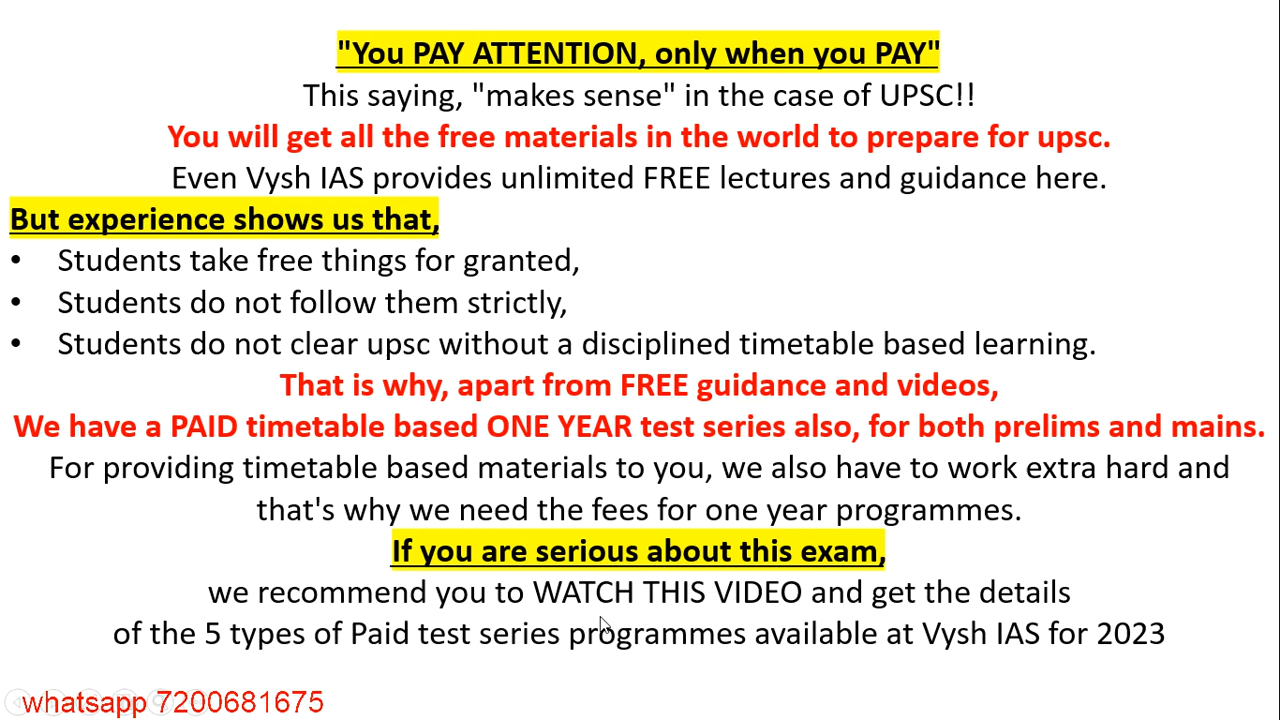 "You PAY ATTENTION, only when you PAY"
This saying, "makes sense" in the case of UPSC!!
You will get all the free materials in the world to prepare for upsc.
Even Vysh IAS provides unlimited FREE lectures and guidance here.
But experience shows us that,
• Students take free things for granted,
• Students do not follow them strictly,
• Students do not clear upsc without a disciplined timetable based learning.
That is why, apart from FREE guidance and videos,
We have a PAID timetable based ONE YEAR test series also, for both prelims and mains.
For providing timetable based materials to you, we also have to work extra hard and
that's why we need the fees for one year programmes.
If you are serious about this exam,
we recommend you to WATCH THIS VIDEO and get the details
of the 5 types of Paid test series programmes available at Vysh IAS for 2023
whatsapp 7200681675